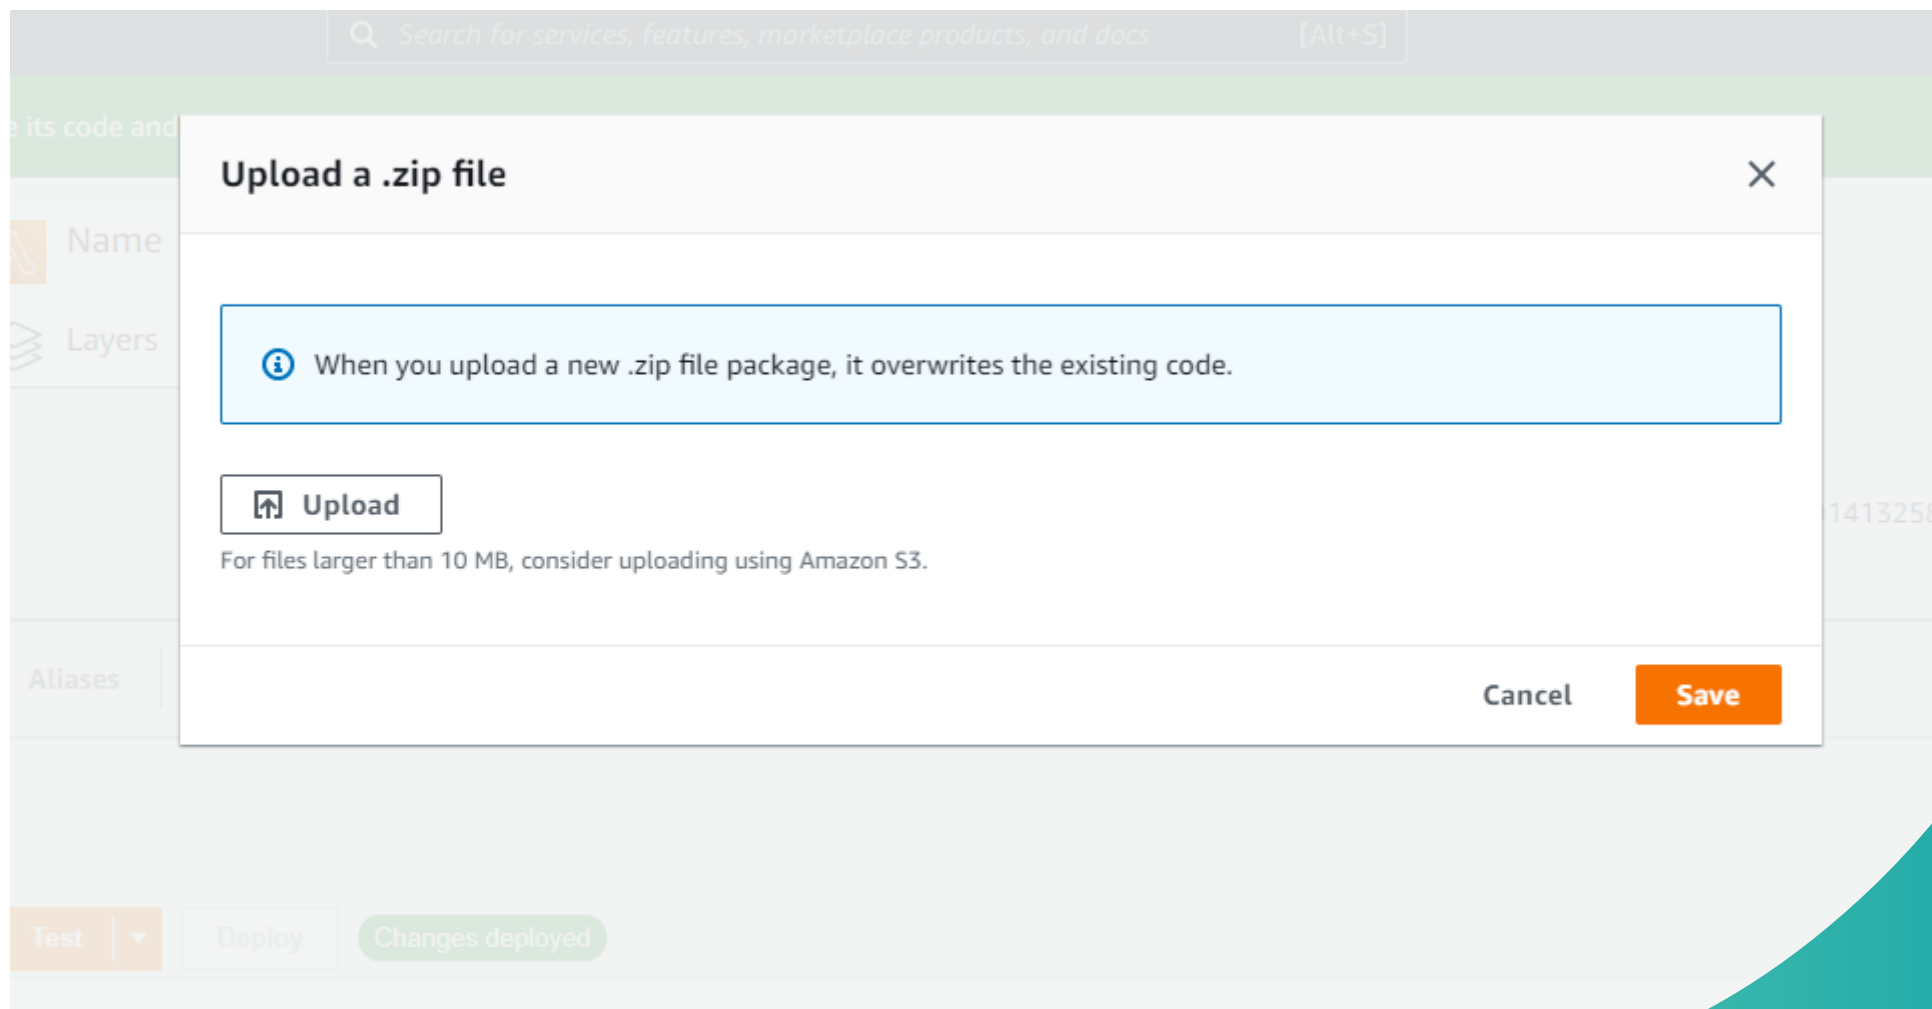 Search for services, features, marketplace products, and docs [Alt+S]
its code and
Upload a .zip file
Name
Layers
When you upload a new .zip file package, it overwrites the existing code.
Upload
For files larger than 10 MB, consider uploading using Amazon S3.
1413258
Aliases
Cancel Save
Test Deploy Changes deployed